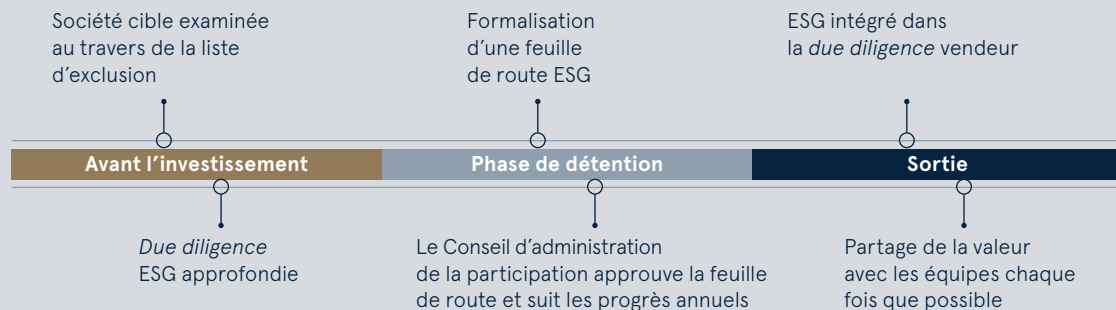 Société cible examinée
au travers de la liste
d'exclusion
Formalisation
d'une feuille
de route ESG
ESG intégré dans
la due diligence vendeur
Avant l'investissement
Phase de détention
Sortie
Due diligence
ESG approfondie
Le Conseil d'administration
de la participation approuve la feuille
de route et suit les progrès annuels
Partage de la valeur
avec les équipes chaque
fois que possible